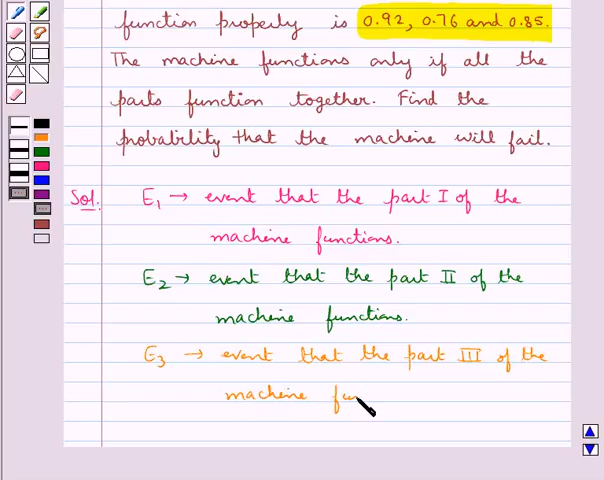 function properly is 0.92, 0.76 and 0.85.
The machine functions only if all the
parts function together. Find the
probability that the machine will fail.
Sol. E₁ → event that the part I of the
machine functions.
E₂ → event that the part II of the
machine functions.
E₃ → event that the part III of the
machine fu